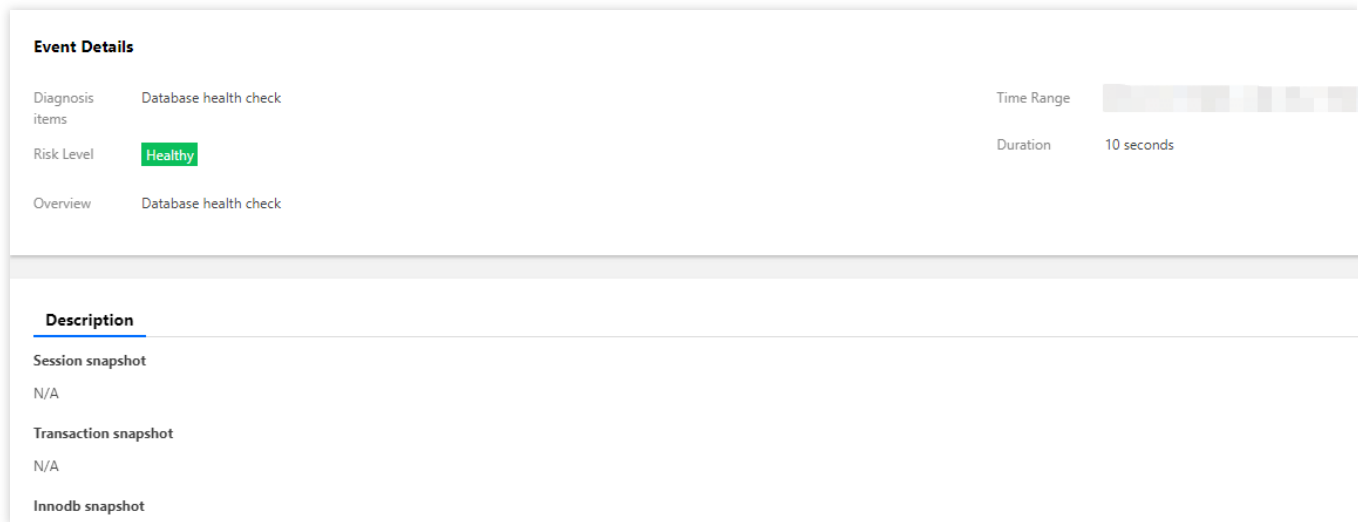 Event Details
Diagnosis items
Database health check
Time Range
Risk Level
Healthy
Duration
10 seconds
Overview
Database health check
Description
Session snapshot
N/A
Transaction snapshot
N/A
Innodb snapshot